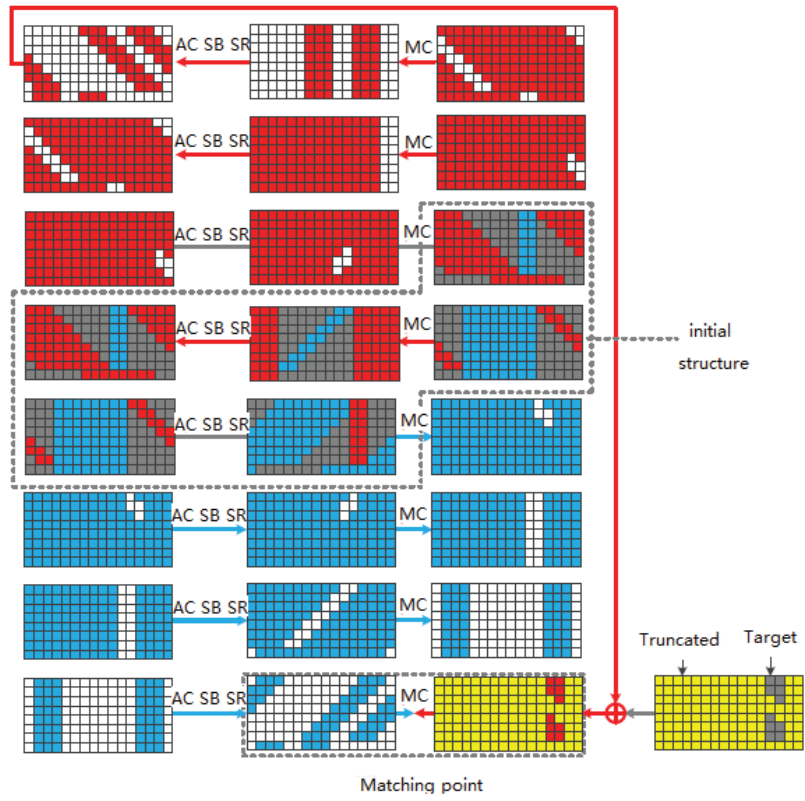 AC SB SR MC
AC SB SR MC
AC SB SR MC
initial
structure
AC SB SR MC
AC SB SR MC
AC SB SR MC
AC SB SR MC
Truncated Target
AC SB SR MC
Matching point